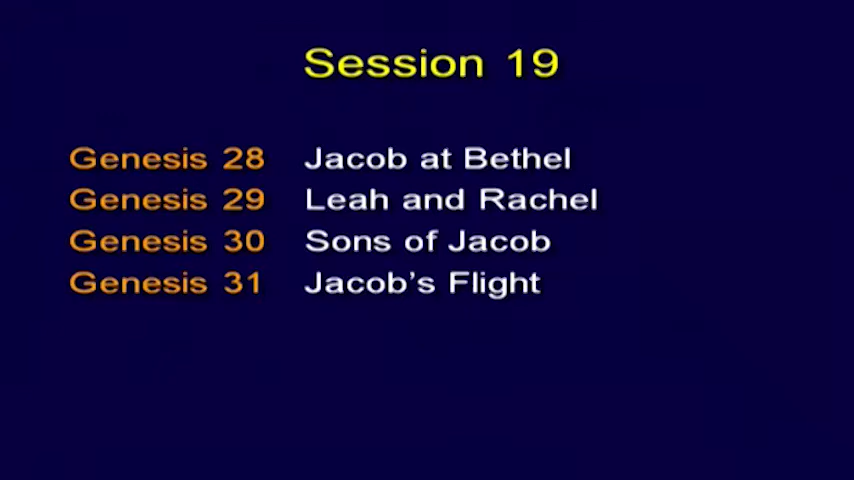 Session 19
Genesis 28 Jacob at Bethel
Genesis 29 Leah and Rachel
Genesis 30 Sons of Jacob
Genesis 31 Jacob’s Flight